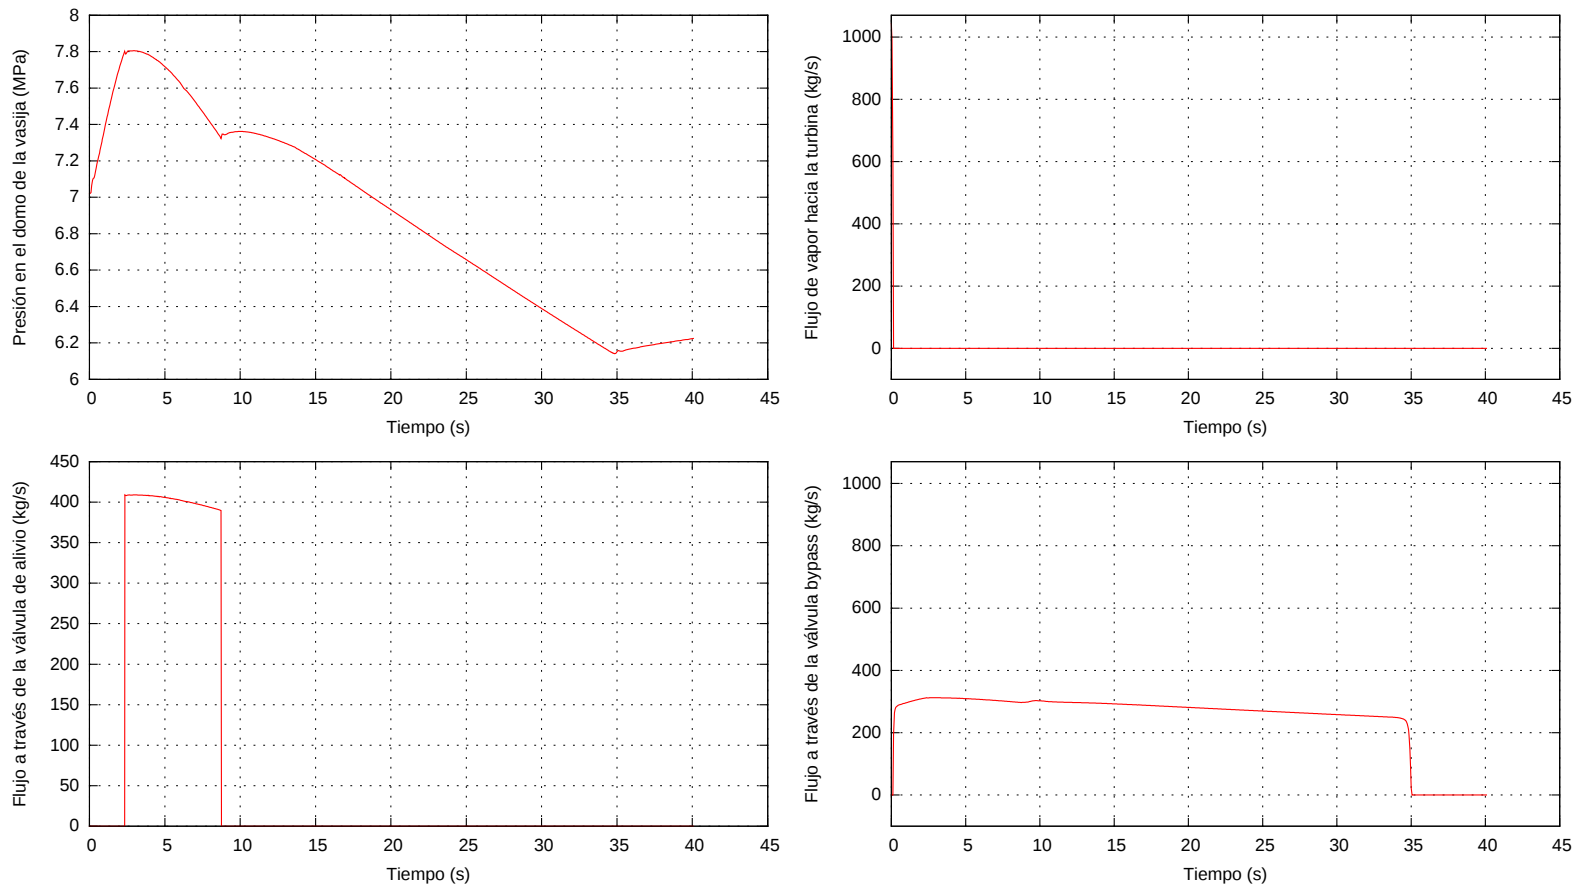 8
7.8
7.6
7.4
7.2
7
6.8
6.6
6.4
6.2
6
Presión en el domo de la vasija (MPa)
0 5 10 15 20 25 30 35 40 45
Tiempo (s)
1000
800
600
400
200
0
Flujo de vapor hacia la turbina (kg/s)
0 5 10 15 20 25 30 35 40 45
Tiempo (s)
450
400
350
300
250
200
150
100
50
0
Flujo a través de la válvula de alivio (kg/s)
0 5 10 15 20 25 30 35 40 45
Tiempo (s)
1000
800
600
400
200
0
Flujo a través de la válvula bypass (kg/s)
0 5 10 15 20 25 30 35 40 45
Tiempo (s)